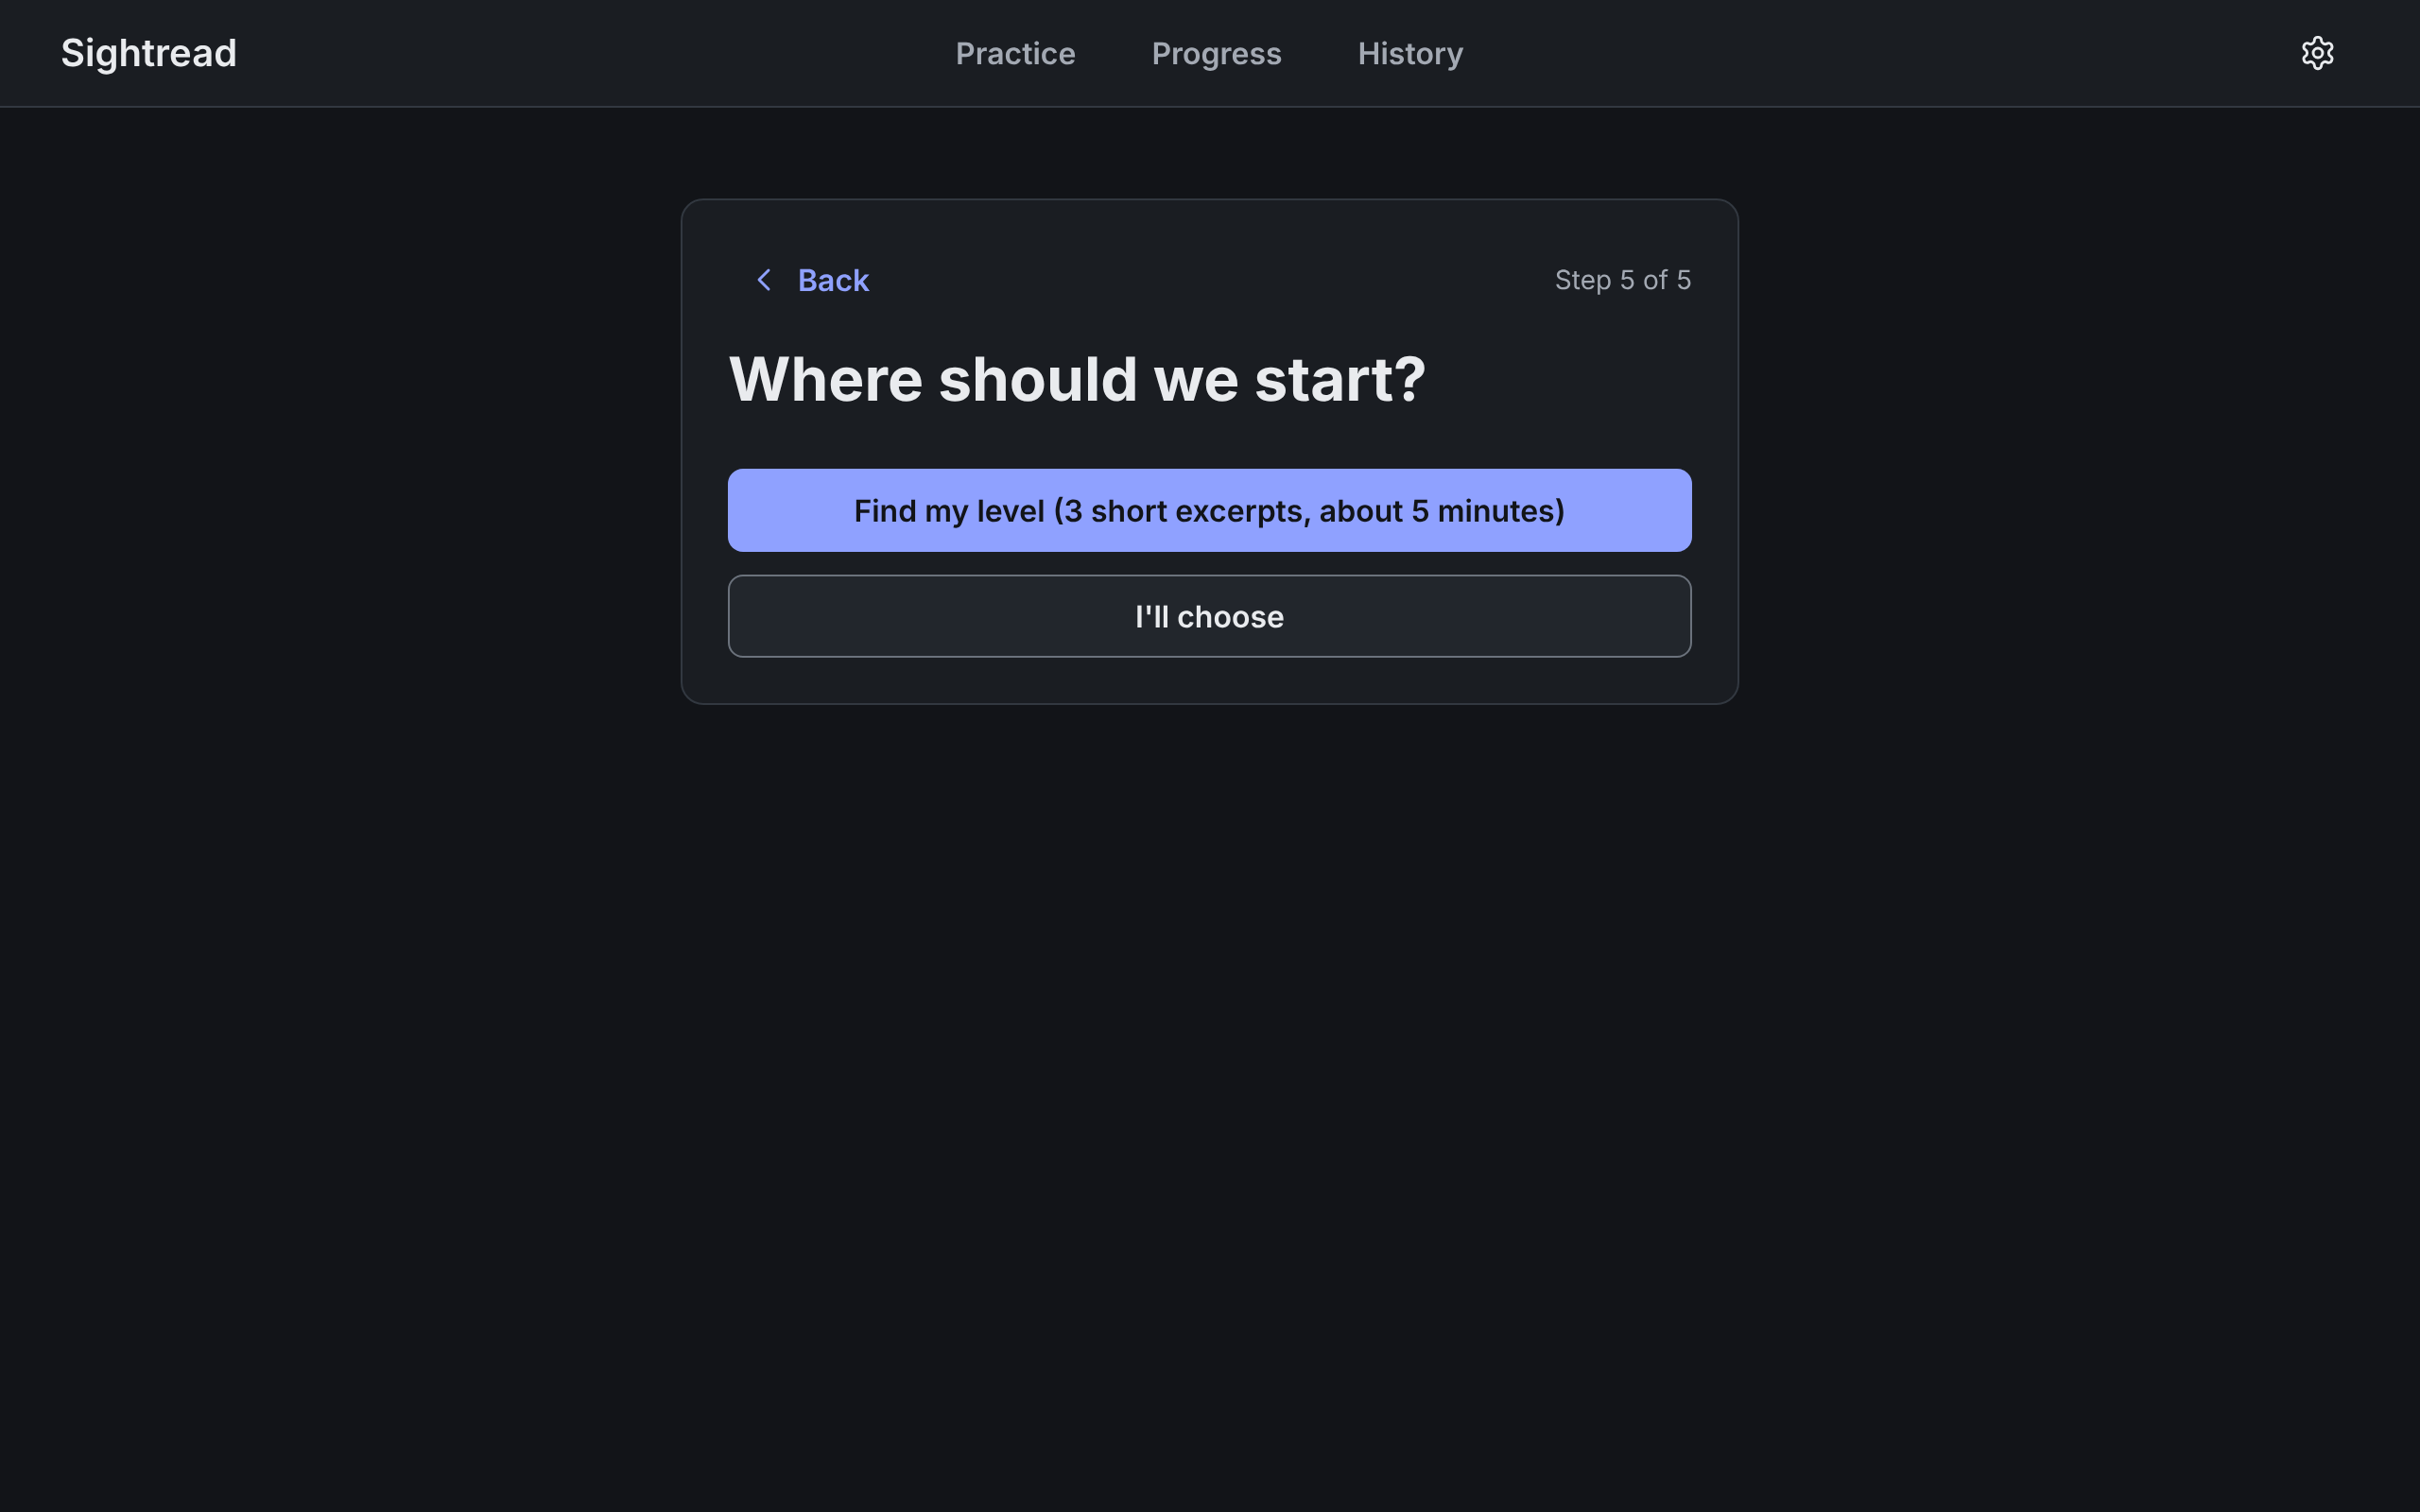 Sightread
Practice
Progress
History
Back
Step 5 of 5
Where should we start?
Find my level (3 short excerpts, about 5 minutes)
I'll choose